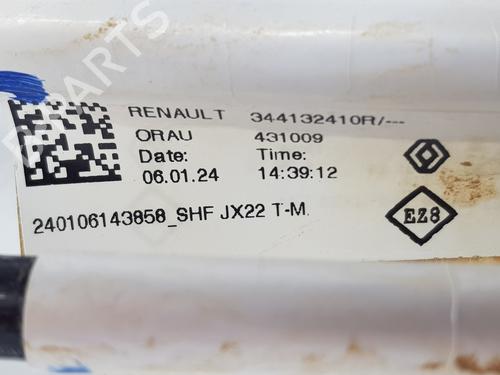 RENAULT 344132410R/---
ORAU 431009
Date: Time:
06.01.24 14:39:12
240106143858_SHF JX22 T-M
EZ8